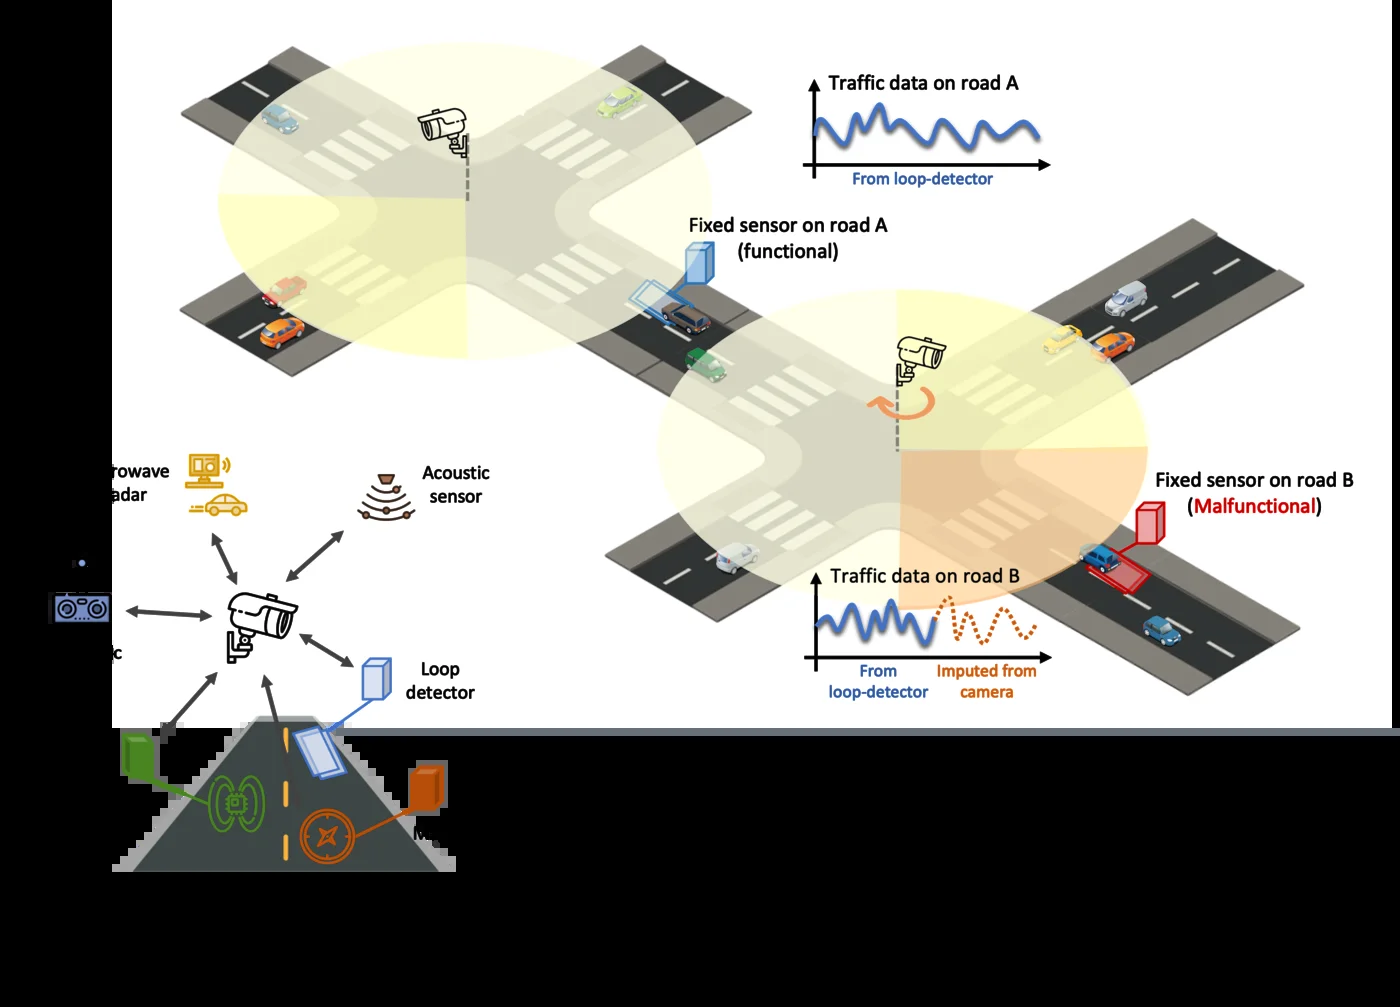 Traffic data on road A
From loop-detector
Fixed sensor on road A
(functional)
rowave
adar
Acoustic
sensor
Fixed sensor on road B
(Malfunctional)
Traffic data on road B
From
loop-detector
Imputed from
camera
c
Loop
detector
M